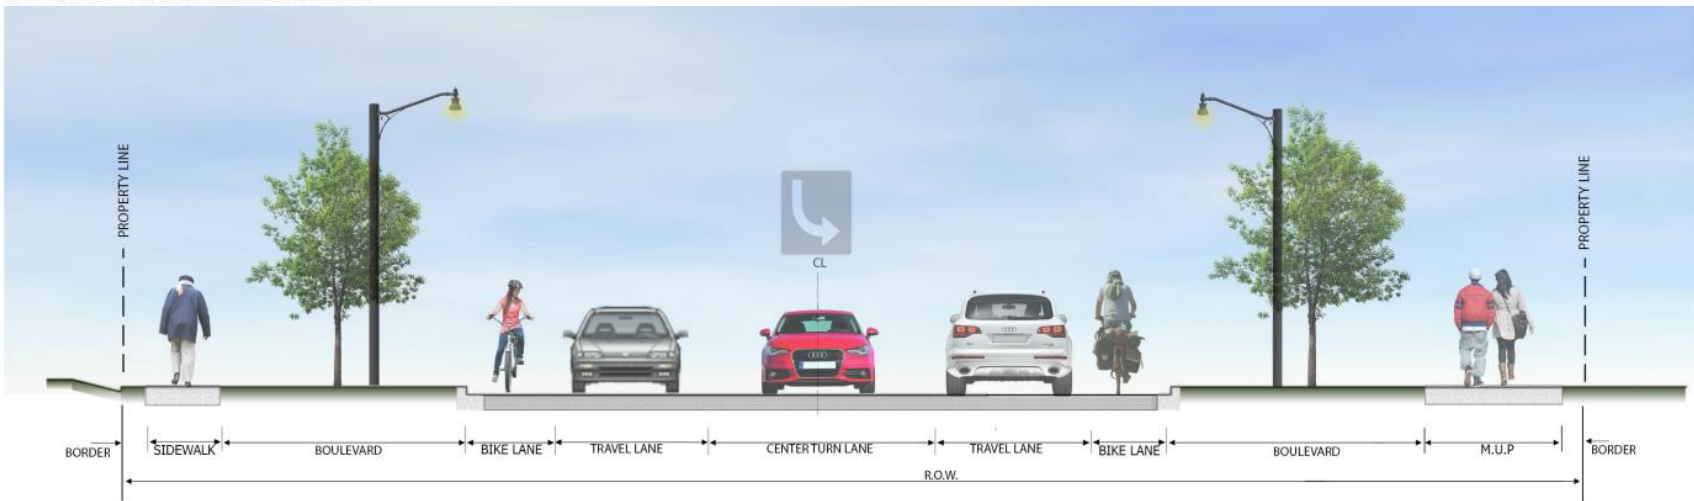 PROPERTY LINE
PROPERTY LINE
CL
BORDER
SIDEWALK
BOULEVARD
BIKE LANE
TRAVEL LANE
CENTER TURN LANE
TRAVEL LANE
BIKE LANE
BOULEVARD
M.U.P
BORDER
R.O.W.